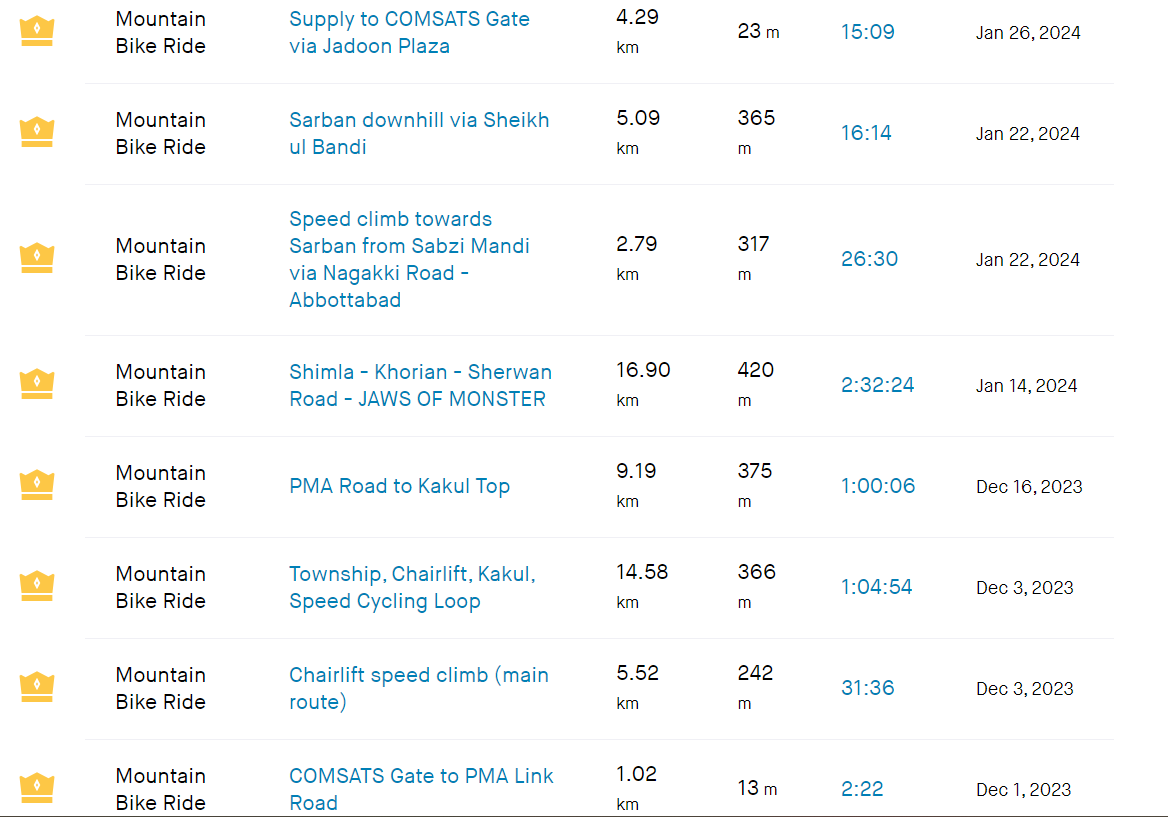 Mountain
Bike Ride
Supply to COMSATS Gate
via Jadoon Plaza
4.29
km
23 m
15:09
Jan 26, 2024
Mountain
Bike Ride
Sarban downhill via Sheikh
ul Bandi
5.09
km
365
m
16:14
Jan 22, 2024
Mountain
Bike Ride
Speed climb towards
Sarban from Sabzi Mandi
via Nagakki Road -
Abbottabad
2.79
km
317
m
26:30
Jan 22, 2024
Mountain
Bike Ride
Shimla - Khorian - Sherwan
Road - JAWS OF MONSTER
16.90
km
420
m
2:32:24
Jan 14, 2024
Mountain
Bike Ride
PMA Road to Kakul Top
9.19
km
375
m
1:00:06
Dec 16, 2023
Mountain
Bike Ride
Township, Chairlift, Kakul,
Speed Cycling Loop
14.58
km
366
m
1:04:54
Dec 3, 2023
Mountain
Bike Ride
Chairlift speed climb (main
route)
5.52
km
242
m
31:36
Dec 3, 2023
Mountain
Bike Ride
COMSATS Gate to PMA Link
Road
1.02
km
13 m
2:22
Dec 1, 2023